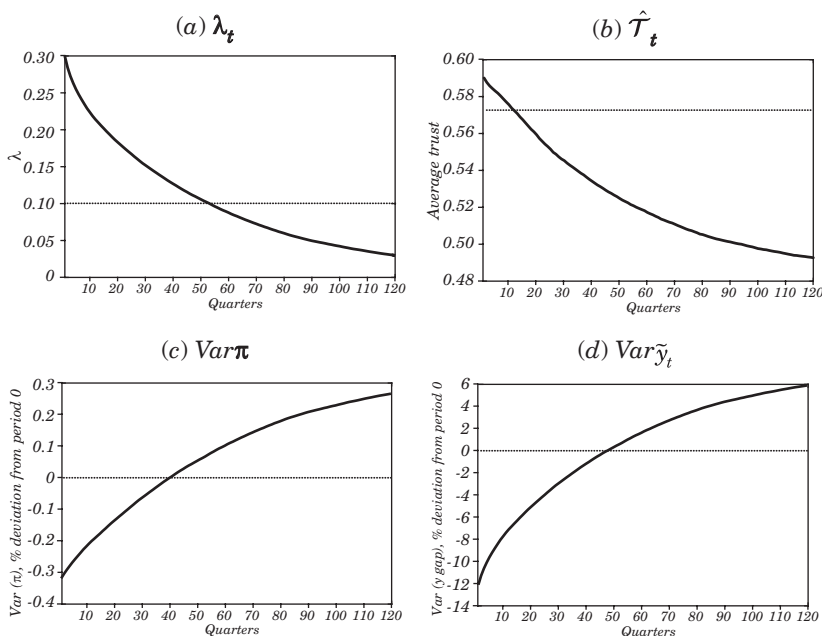 (a) λt
(b) T̂t
0.30
0.25
0.20
0.15
0.10
0.05
0
λ
10 20 30 40 50 60 70 80 90 100 110 120
Quarters
0.60
0.58
0.56
0.54
0.52
0.50
0.48
Average trust
10 20 30 40 50 60 70 80 90 100 110 120
Quarters
(c) Varπ
(d) Varỹt
0.3
0.2
0.1
0
-0.1
-0.2
-0.3
-0.4
Var (π), % deviation from period 0
10 20 30 40 50 60 70 80 90 100 110 120
Quarters
6
4
2
0
-2
-4
-6
-8
-10
-12
-14
Var (y gap), % deviation from period 0
10 20 30 40 50 60 70 80 90 100 110 120
Quarters